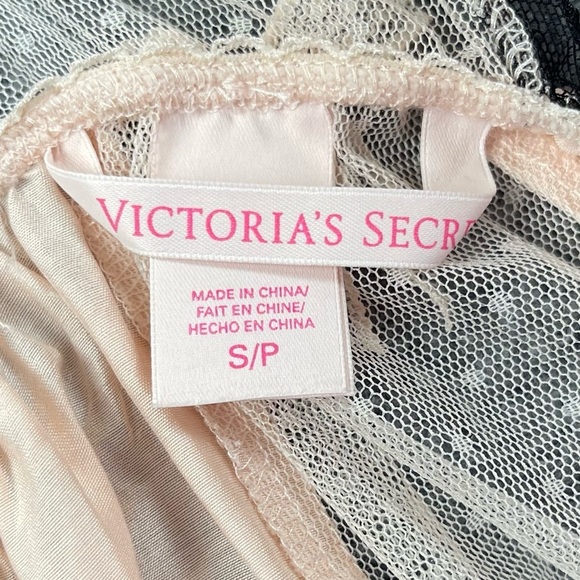 VICTORIA'S SECRE
MADE IN CHINA/
FAIT EN CHINE/
HECHO EN CHINA
S/P